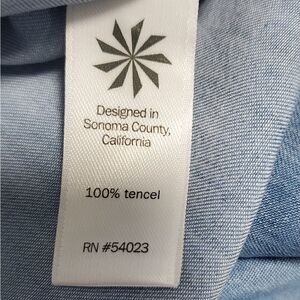 Designed in
Sonoma County,
California
100% tencel
RN #54023